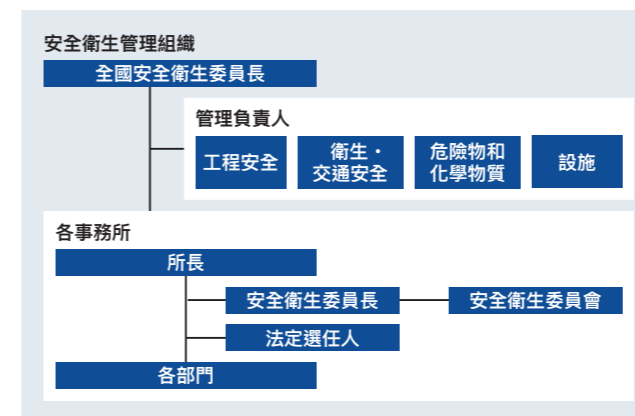 安全衛生管理組織
全國安全衛生委員長
管理負責人
工程安全
衛生・
交通安全
危險物和
化學物質
設施
各事務所
所長
安全衛生委員長
安全衛生委員會
法定選任人
各部門